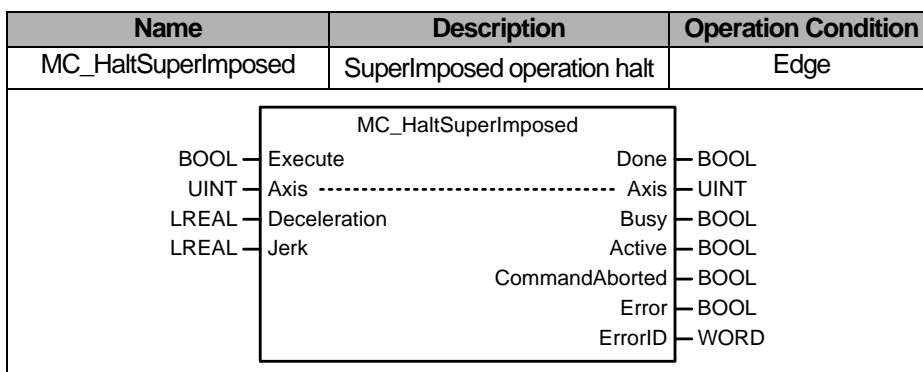 Name Description Operation Condition
MC_HaltSuperImposed SuperImposed operation halt Edge
MC_HaltSuperImposed
BOOL Execute Done BOOL
UINT Axis Axis UINT
LREAL Deceleration Busy BOOL
LREAL Jerk Active BOOL
CommandAborted BOOL
Error BOOL
ErrorID WORD